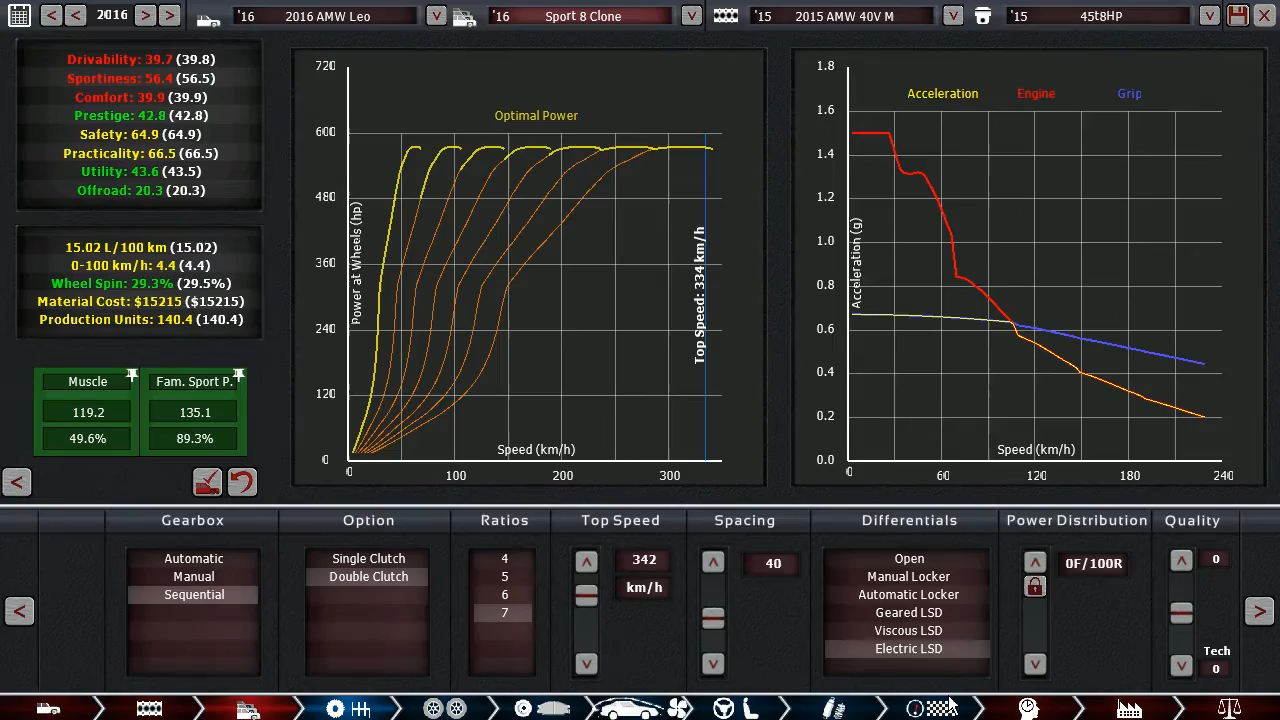 2016
'16 2016 AMW Leo
'16 Sport 8 Clone
'15 2015 AMW 40V M
'15 45t8HP
Drivability: 39.7 (39.8)
Sportiness: 56.4 (56.5)
Comfort: 39.9 (39.9)
Prestige: 42.8 (42.8)
Safety: 64.9 (64.9)
Practicality: 66.5 (66.5)
Utility: 43.6 (43.5)
Offroad: 20.3 (20.3)
15.02 L/100 km (15.02)
0-100 km/h: 4.4 (4.4)
Wheel Spin: 29.3% (29.5%)
Material Cost: $15215 ($15215)
Production Units: 140.4 (140.4)
Muscle Fam. Sport P.
119.2 135.1
49.6% 89.3%
Optimal Power
720
600
480
360
240
120
0
Power at Wheels (hp)
Top Speed: 334 km/h
Speed (km/h)
0 100 200 300
Acceleration Engine Grip
1.8
1.6
1.4
1.2
1.0
0.8
0.6
0.4
0.2
0.0
Acceleration (g)
Speed (km/h)
0 60 120 180 240
Gearbox
Automatic
Manual
Sequential
Option
Single Clutch
Double Clutch
Ratios
4
5
6
7
Top Speed
342
km/h
Spacing
40
Differentials
Open
Manual Locker
Automatic Locker
Geared LSD
Viscous LSD
Electric LSD
Power Distribution
0F/100R
Quality
0
Tech
0